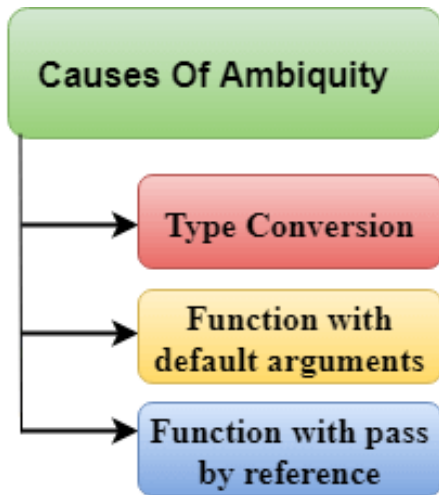 Causes Of Ambiquity
Type Conversion
Function with
default arguments
Function with pass
by reference